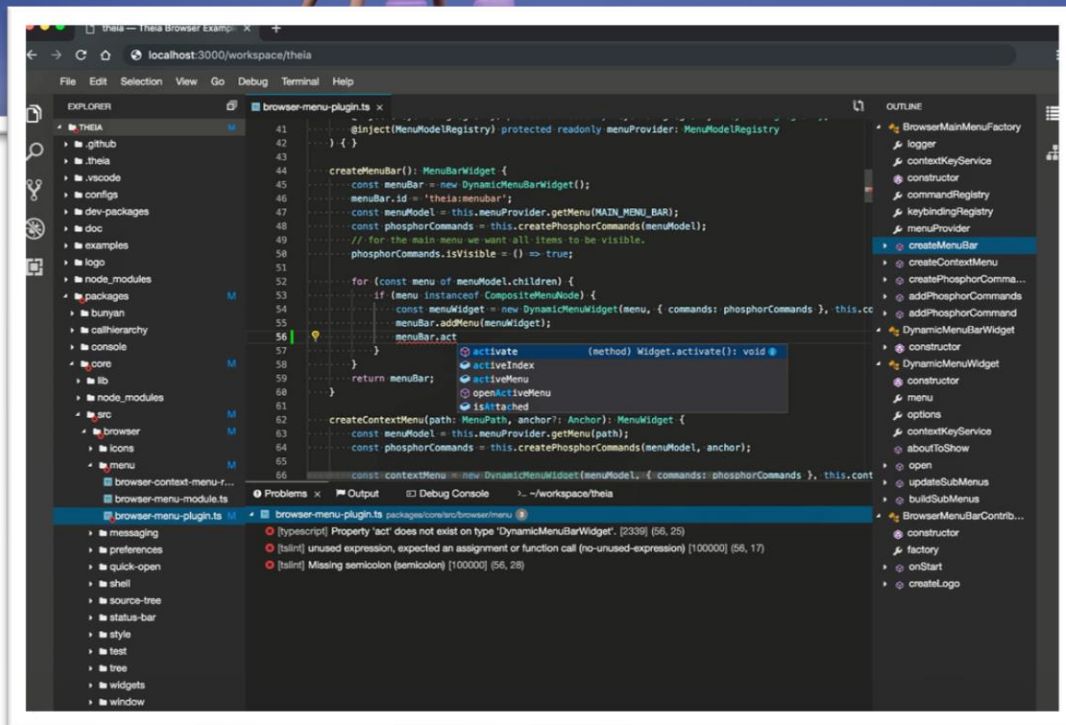 theia — Theia Browser Exampl
localhost:3000/workspace/theia
File Edit Selection View Go Debug Terminal Help
EXPLORER
THEIA M
.github
.theia
.vscode
configs
dev-packages
doc
examples
logo
node_modules
packages M
bunyan
callhierarchy
console
core M
lib
node_modules
src M
browser M
icons
menu M
browser-context-menu-r...
browser-menu-module.ts
browser-menu-plugin.ts M
messaging
preferences
quick-open
shell
source-tree
status-bar
style
test
tree
widgets
window
browser-menu-plugin.ts ×
41 @inject(MenuModelRegistry) protected readonly menuProvider: MenuModelRegistry
42 ) { }
43
44 createMenuBar(): MenuBarWidget {
45 const menuBar = new DynamicMenuBarWidget();
46 menuBar.id = 'theia:menubar';
47 const menuModel = this.menuProvider.getMenu(MAIN_MENU_BAR);
48 const phosphorCommands = this.createPhosphorCommands(menuModel);
49 // for the main menu we want all items to be visible.
50 phosphorCommands.isVisible = () => true;
51
52 for (const menu of menuModel.children) {
53 if (menu instanceof CompositeMenuNode) {
54 const menuWidget = new DynamicMenuWidget(menu, { commands: phosphorCommands }, this.co
55 menuBar.addMenu(menuWidget);
56 menuBar.act
57 }
58 }
59 return menuBar;
60 }
61
62 createContextMenu(path: MenuPath, anchor?: Anchor): MenuWidget {
63 const menuModel = this.menuProvider.getMenu(path);
64 const phosphorCommands = this.createPhosphorCommands(menuModel, anchor);
65
66 const contextMenu = new DynamicMenuWidget(menuModel, { commands: phosphorCommands }, this.cont
activate (method) Widget.activate(): void
activeIndex
activeMenu
openActiveMenu
isAttached
Problems × Output Debug Console >_ ~/workspace/theia
browser-menu-plugin.ts packages/core/src/browser/menu 3
[typescript] Property 'act' does not exist on type 'DynamicMenuBarWidget'. [2339] (56, 25)
[tslint] unused expression, expected an assignment or function call (no-unused-expression) [100000] (56, 17)
[tslint] Missing semicolon (semicolon) [100000] (56, 28)
OUTLINE
BrowserMainMenuFactory
logger
contextKeyService
constructor
commandRegistry
keybindingRegistry
menuProvider
createMenuBar
createContextMenu
createPhosphorComma...
addPhosphorCommands
addPhosphorCommand
DynamicMenuBarWidget
constructor
DynamicMenuWidget
constructor
menu
options
contextKeyService
aboutToShow
open
updateSubMenus
buildSubMenus
BrowserMenuBarContrib...
constructor
factory
onStart
createLogo